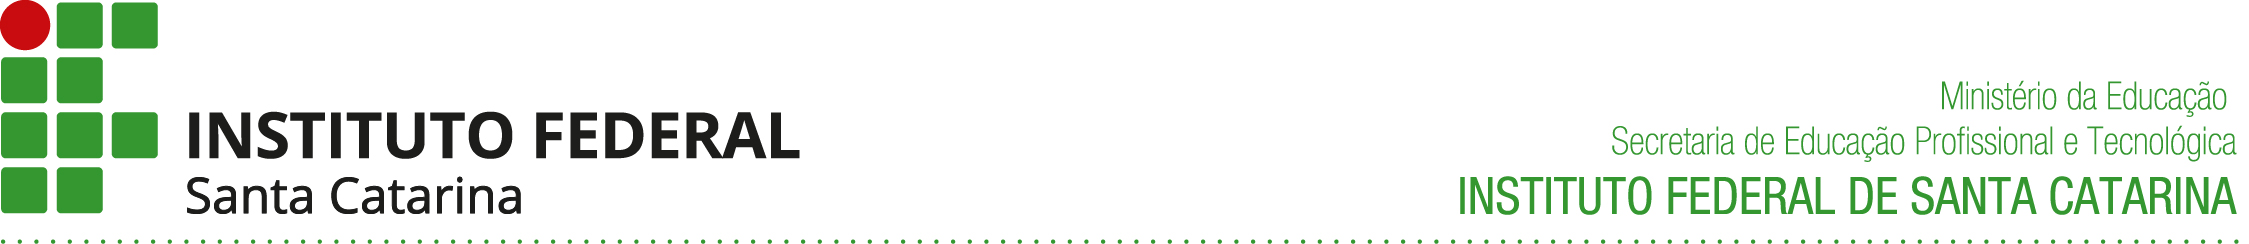 INSTITUTO FEDERAL
Santa Catarina
Ministério da Educação
Secretaria de Educação Profissional e Tecnológica
INSTITUTO FEDERAL DE SANTA CATARINA